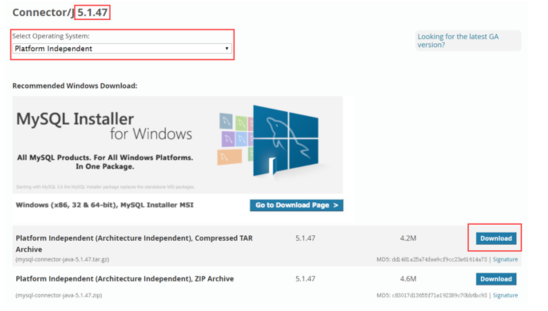 Connector/J 5.1.47
Select Operating System:
Platform Independent
Looking for the latest GA
version?
Recommended Windows Download:
MySQL Installer
for Windows
All MySQL Products. For All Windows Platforms.
In One Package.
Windows (x86, 32 & 64-bit), MySQL Installer MSI
Go to Download Page >
Platform Independent (Architecture Independent), Compressed TAR
Archive
5.1.47
4.2M
Download
(mysql-connector-java-5.1.47.tar.gz)
MD5:
| Signature
Platform Independent (Architecture Independent), ZIP Archive
5.1.47
4.6M
Download
(mysql-connector-java-5.1.47.zip)
MD5:
| Signature